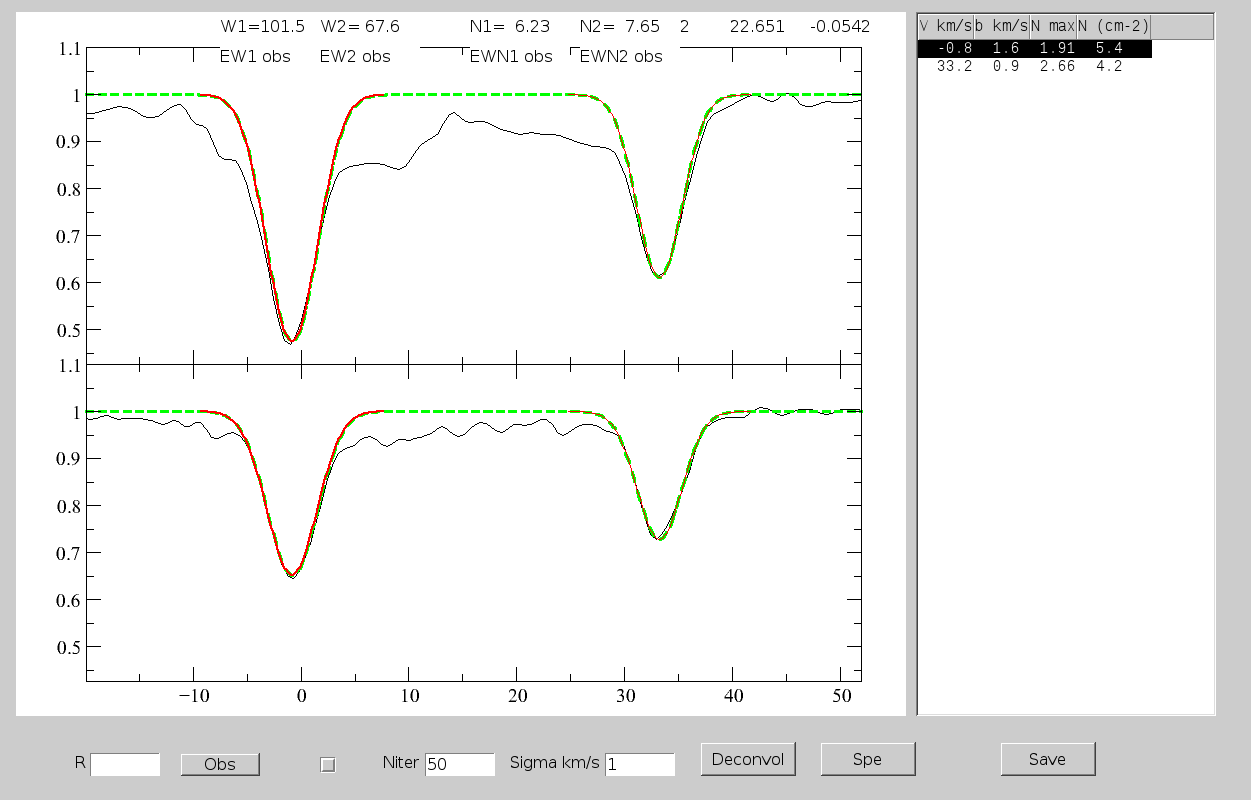 W1=101.5 W2= 67.6 N1= 6.23 N2= 7.65 2 22.651 -0.0542
EW1 obs EW2 obs EWN1 obs EWN2 obs
1.1
1
0.9
0.8
0.7
0.6
0.5
1.1
1
0.9
0.8
0.7
0.6
0.5
−10 0 10 20 30 40 50
V km/s b km/s N max N (cm-2)
-0.8 1.6 1.91 5.4
33.2 0.9 2.66 4.2
R Obs Niter 50 Sigma km/s 1 Deconvol Spe Save